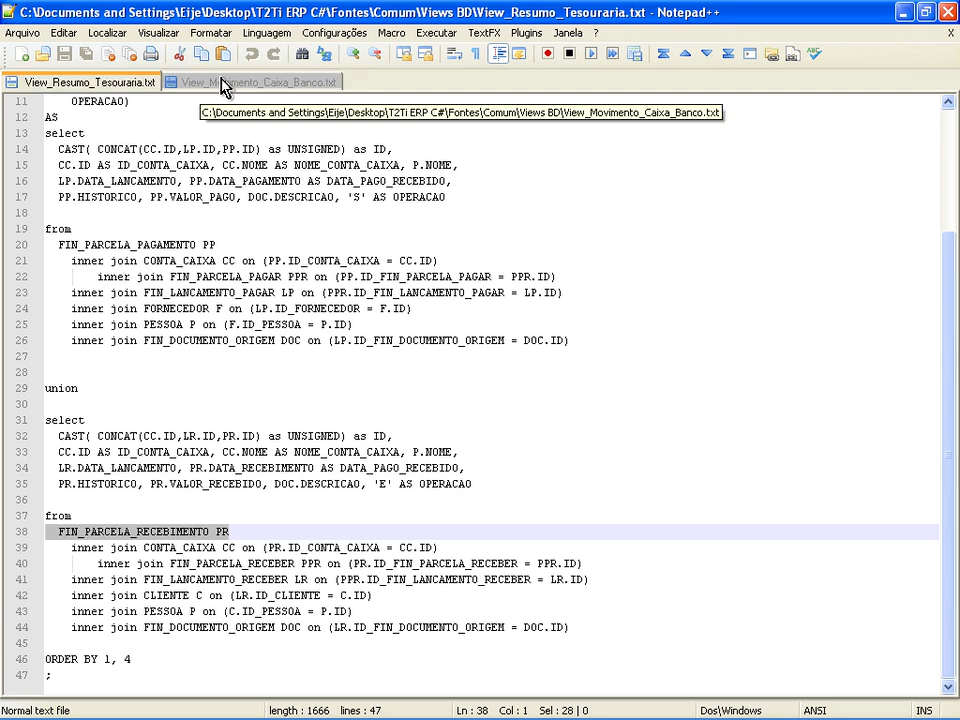 C:\Documents and Settings\Eije\Desktop\T2Ti ERP C#\Fontes\Comum\Views BD\View_Resumo_Tesouraria.txt - Notepad++
Arquivo Editar Localizar Visualizar Formatar Linguagem Configurações Macro Executar TextFX Plugins Janela ? X
View_Resumo_Tesouraria.txt View_Movimento_Caixa_Banco.txt
C:\Documents and Settings\Eije\Desktop\T2Ti ERP C#\Fontes\Comum\Views BD\View_Movimento_Caixa_Banco.txt
11 OPERACAO)
12 AS
13 select
14 CAST( CONCAT(CC.ID,LP.ID,PP.ID) as UNSIGNED) as ID,
15 CC.ID AS ID_CONTA_CAIXA, CC.NOME AS NOME_CONTA_CAIXA, P.NOME,
16 LP.DATA_LANCAMENTO, PP.DATA_PAGAMENTO AS DATA_PAGO_RECEBIDO,
17 PP.HISTORICO, PP.VALOR_PAGO, DOC.DESCRICAO, 'S' AS OPERACAO
18
19 from
20 FIN_PARCELA_PAGAMENTO PP
21 inner join CONTA_CAIXA CC on (PP.ID_CONTA_CAIXA = CC.ID)
22 inner join FIN_PARCELA_PAGAR PPR on (PP.ID_FIN_PARCELA_PAGAR = PPR.ID)
23 inner join FIN_LANCAMENTO_PAGAR LP on (PPR.ID_FIN_LANCAMENTO_PAGAR = LP.ID)
24 inner join FORNECEDOR F on (LP.ID_FORNECEDOR = F.ID)
25 inner join PESSOA P on (F.ID_PESSOA = P.ID)
26 inner join FIN_DOCUMENTO_ORIGEM DOC on (LP.ID_FIN_DOCUMENTO_ORIGEM = DOC.ID)
27
28
29 union
30
31 select
32 CAST( CONCAT(CC.ID,LR.ID,PR.ID) as UNSIGNED) as ID,
33 CC.ID AS ID_CONTA_CAIXA, CC.NOME AS NOME_CONTA_CAIXA, P.NOME,
34 LR.DATA_LANCAMENTO, PR.DATA_RECEBIMENTO AS DATA_PAGO_RECEBIDO,
35 PR.HISTORICO, PR.VALOR_RECEBIDO, DOC.DESCRICAO, 'E' AS OPERACAO
36
37 from
38 FIN_PARCELA_RECEBIMENTO PR
39 inner join CONTA_CAIXA CC on (PR.ID_CONTA_CAIXA = CC.ID)
40 inner join FIN_PARCELA_RECEBER PPR on (PR.ID_FIN_PARCELA_RECEBER = PPR.ID)
41 inner join FIN_LANCAMENTO_RECEBER LR on (PPR.ID_FIN_LANCAMENTO_RECEBER = LR.ID)
42 inner join CLIENTE C on (LR.ID_CLIENTE = C.ID)
43 inner join PESSOA P on (C.ID_PESSOA = P.ID)
44 inner join FIN_DOCUMENTO_ORIGEM DOC on (LR.ID_FIN_DOCUMENTO_ORIGEM = DOC.ID)
45
46 ORDER BY 1, 4
47 ;
Normal text file length : 1666 lines : 47 Ln : 38 Col : 1 Sel : 28 | 0 Dos\Windows ANSI INS